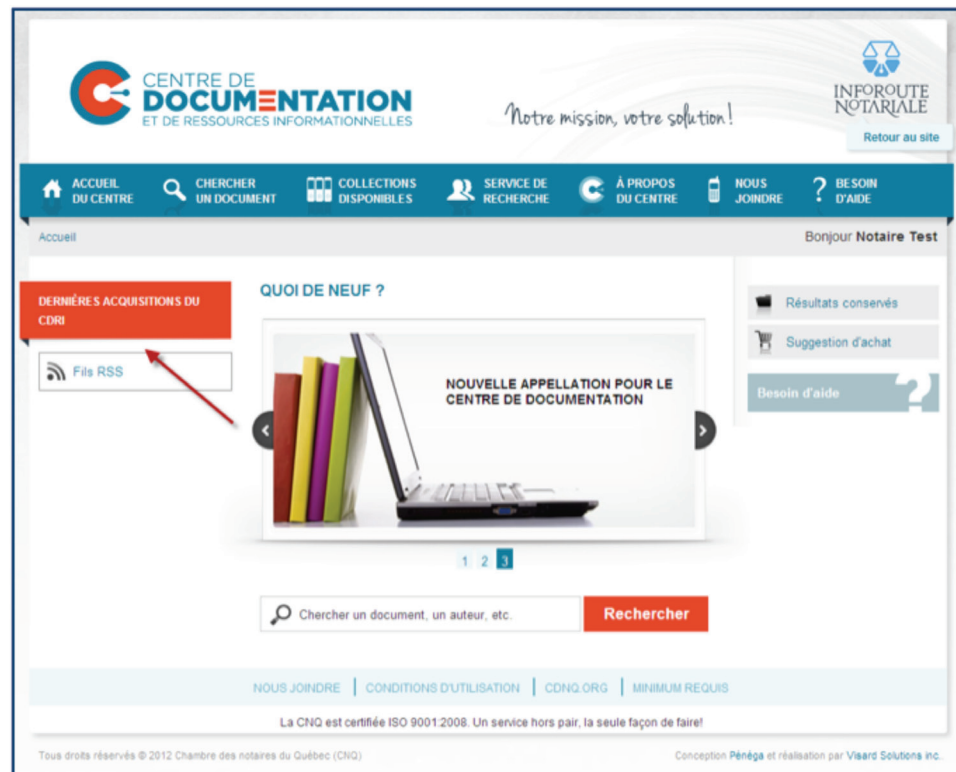 CENTRE DE
DOCUMENTATION
ET DE RESSOURCES INFORMATIONNELLES
Notre mission, votre solution!
INFOROUTE
NOTARIALE
Retour au site
ACCUEIL
DU CENTRE
CHERCHER
UN DOCUMENT
COLLECTIONS
DISPONIBLES
SERVICE DE
RECHERCHE
À PROPOS
DU CENTRE
NOUS
JOINDRE
BESOIN
D'AIDE
Accueil
Bonjour Notaire Test
DERNIÈRES ACQUISITIONS DU
CDRI
Fils RSS
QUOI DE NEUF ?
NOUVELLE APPELLATION POUR LE
CENTRE DE DOCUMENTATION
1 2 3
Chercher un document, un auteur, etc.
Rechercher
Résultats conservés
Suggestion d'achat
Besoin d'aide
NOUS JOINDRE | CONDITIONS D'UTILISATION | CDNQ.ORG | MINIMUM REQUIS
La CNQ est certifiée ISO 9001:2008. Un service hors pair, la seule façon de faire!
Tous droits réservés © 2012 Chambre des notaires du Québec (CNQ)
Conception Pénéga et réalisation par Visard Solutions inc.